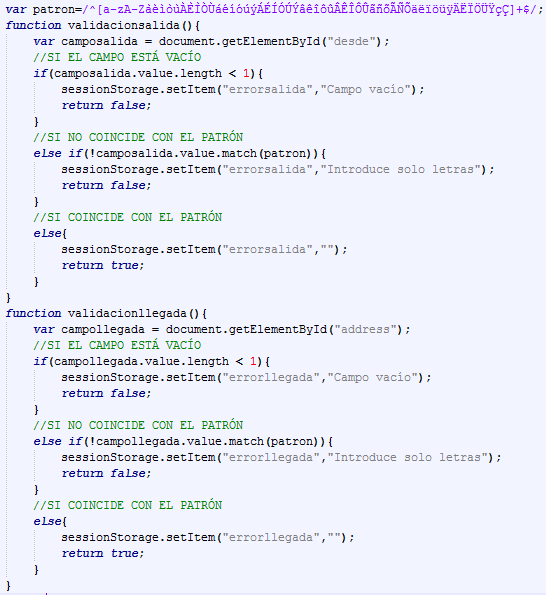 var patron=/^[a-zA-ZàèìòùÀÈÌÒÙáéíóúýÁÉÍÓÚÝâêîôûÂÊÎÔÛãñõÃÑÕäëïöüÿÄËÏÖÜŸçÇ]+$/;
function validacionsalida(){
    var camposalida = document.getElementById("desde");
    //SI EL CAMPO ESTÁ VACÍO
    if(camposalida.value.length < 1){
        sessionStorage.setItem("errorsalida","Campo vacío");
        return false;
    }
    //SI NO COINCIDE CON EL PATRÓN
    else if(!camposalida.value.match(patron)){
        sessionStorage.setItem("errorsalida","Introduce solo letras");
        return false;
    }
    //SI COINCIDE CON EL PATRÓN
    else{
        sessionStorage.setItem("errorsalida","");
        return true;
    }
}
function validacionllegada(){
    var campollegada = document.getElementById("address");
    //SI EL CAMPO ESTÁ VACÍO
    if(campollegada.value.length < 1){
        sessionStorage.setItem("errorllegada","Campo vacío");
        return false;
    }
    //SI NO COINCIDE CON EL PATRÓN
    else if(!campollegada.value.match(patron)){
        sessionStorage.setItem("errorllegada","Introduce solo letras");
        return false;
    }
    //SI COINCIDE CON EL PATRÓN
    else{
        sessionStorage.setItem("errorllegada","");
        return true;
    }
}